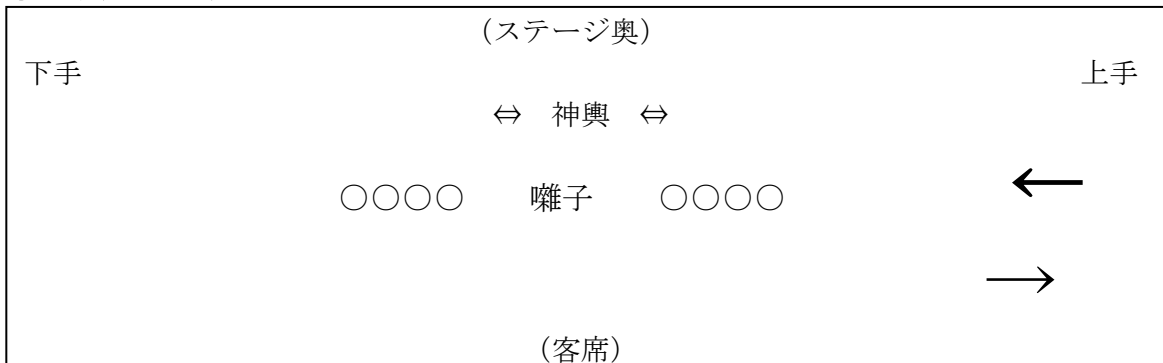 （ステージ奥）
下手 上手
⇔ 神輿 ⇔
○○○○ 囃子 ○○○○ ←
→
（客席）